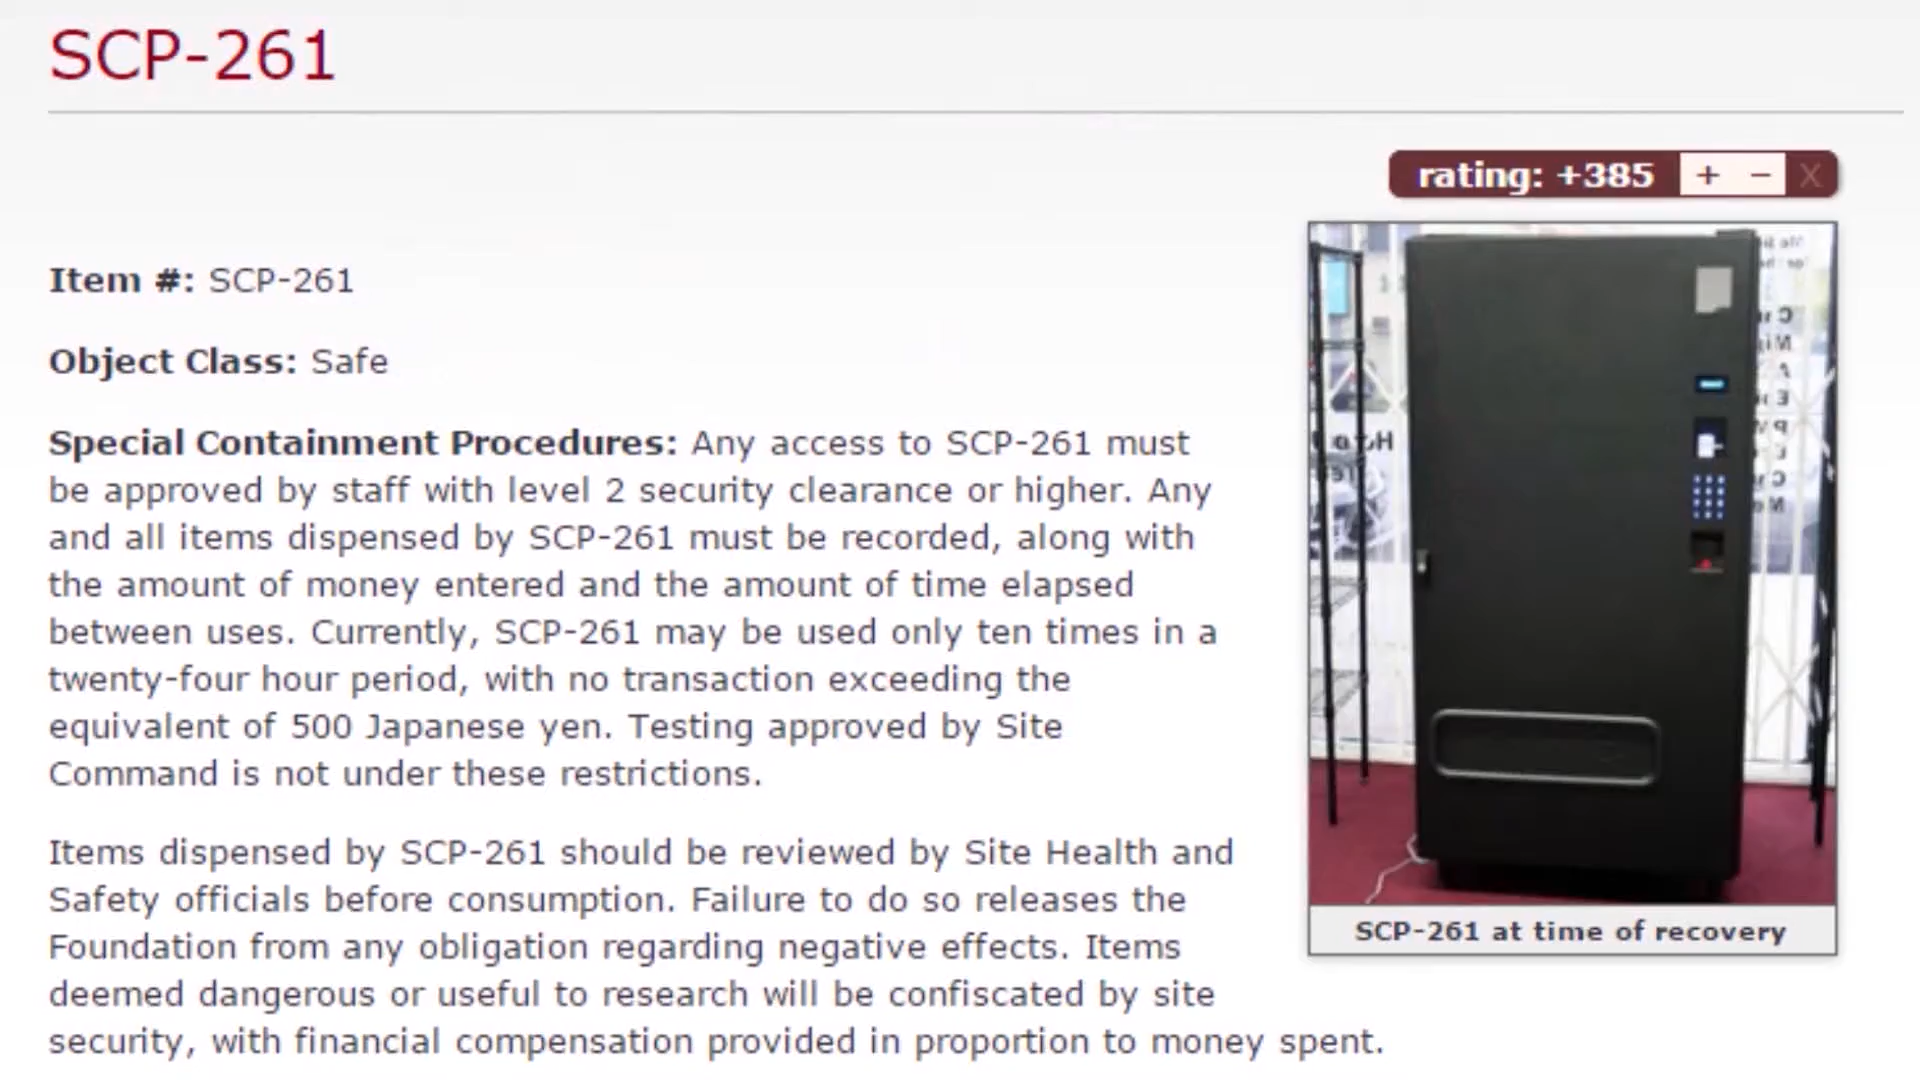 SCP-261
rating: +385 + − X
Item #: SCP-261
Object Class: Safe
Special Containment Procedures: Any access to SCP-261 must
be approved by staff with level 2 security clearance or higher. Any
and all items dispensed by SCP-261 must be recorded, along with
the amount of money entered and the amount of time elapsed
between uses. Currently, SCP-261 may be used only ten times in a
twenty-four hour period, with no transaction exceeding the
equivalent of 500 Japanese yen. Testing approved by Site
Command is not under these restrictions.
Items dispensed by SCP-261 should be reviewed by Site Health and
Safety officials before consumption. Failure to do so releases the
Foundation from any obligation regarding negative effects. Items
deemed dangerous or useful to research will be confiscated by site
security, with financial compensation provided in proportion to money spent.
SCP-261 at time of recovery